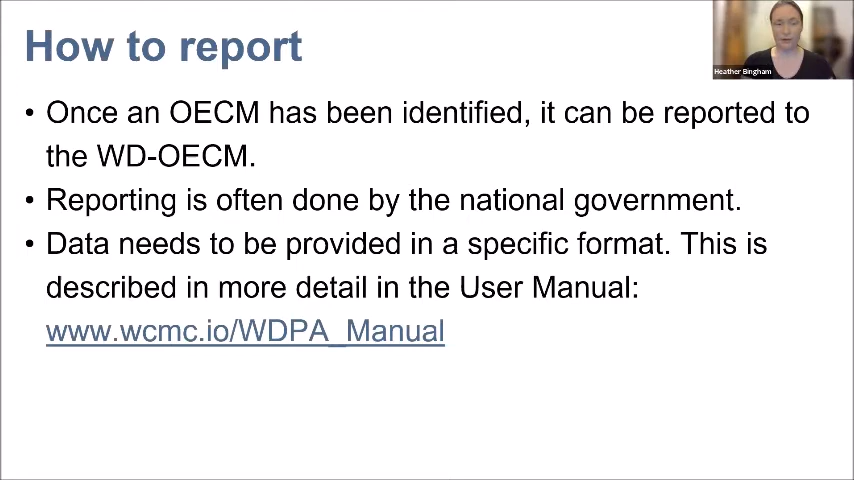 How to report
Heather Bingham
• Once an OECM has been identified, it can be reported to
the WD-OECM.
• Reporting is often done by the national government.
• Data needs to be provided in a specific format. This is
described in more detail in the User Manual:
www.wcmc.io/WDPA_Manual